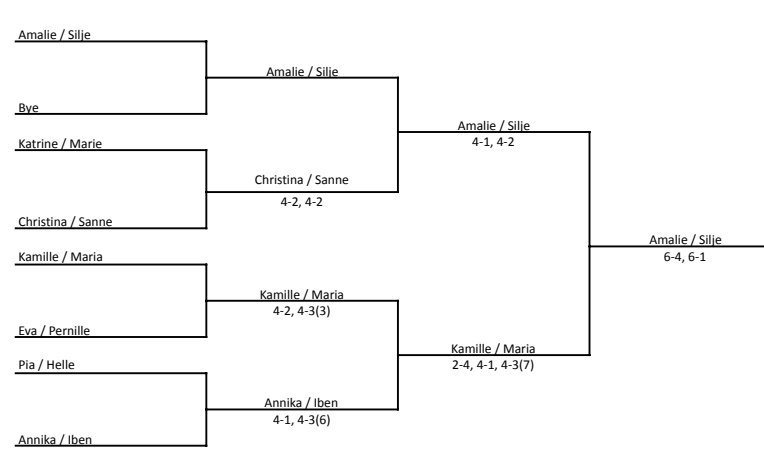 Amalie / Silje
Bye
Katrine / Marie
Christina / Sanne
Kamille / Maria
Eva / Pernille
Pia / Helle
Annika / Iben
Amalie / Silje
Christina / Sanne
4-2, 4-2
Kamille / Maria
4-2, 4-3(3)
Annika / Iben
4-1, 4-3(6)
Amalie / Silje
4-1, 4-2
Kamille / Maria
2-4, 4-1, 4-3(7)
Amalie / Silje
6-4, 6-1